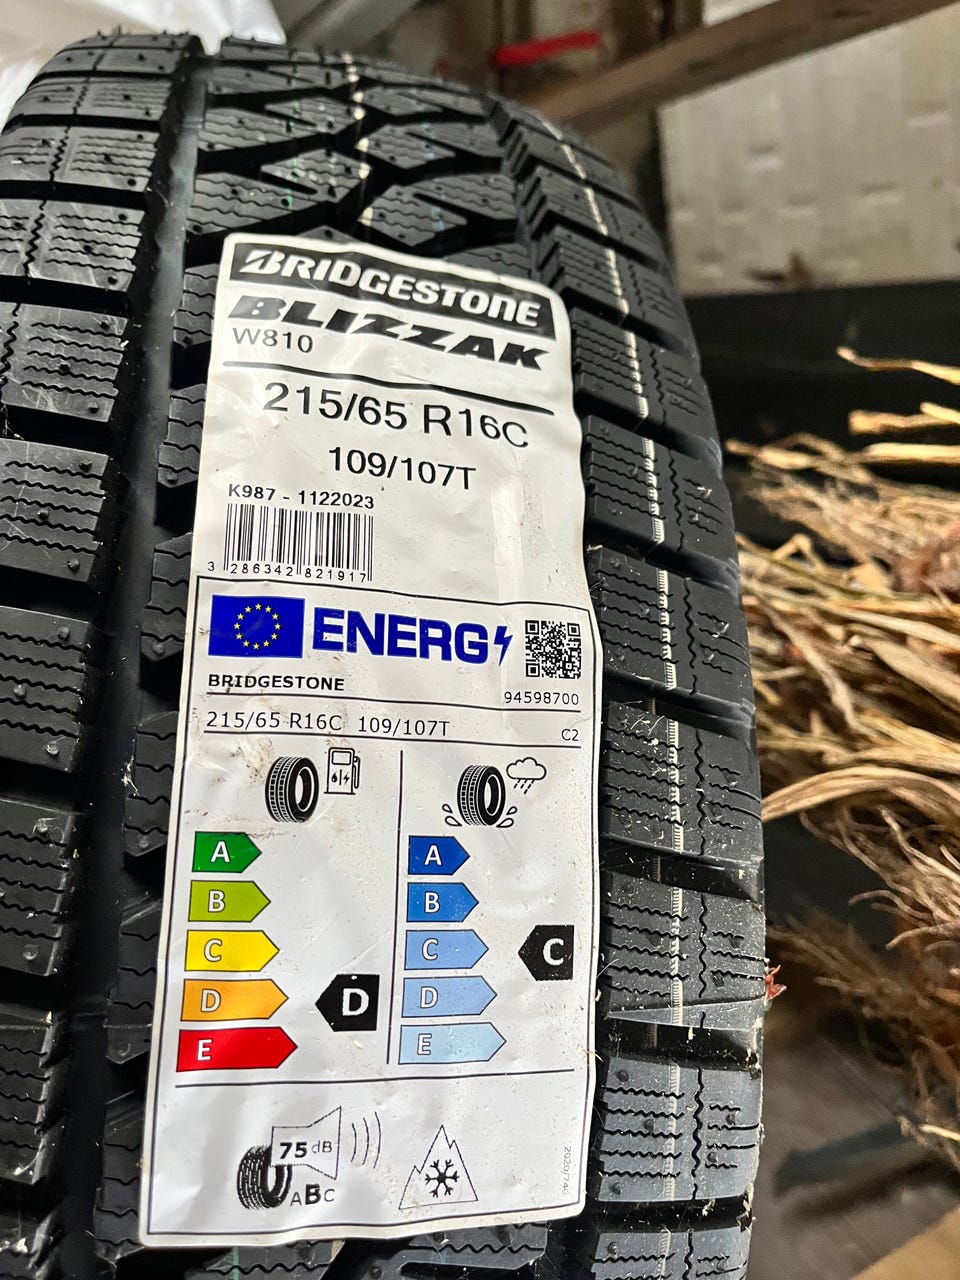 BRIDGESTONE
BLIZZAK
W810
215/65 R16C
109/107T
K987 - 1122023
3 286342 821917
ENERG
BRIDGESTONE
94598700
215/65 R16C 109/107T
C2
A
B
C
D
E
D
A
B
C
D
E
C
75 dB
ABC
2020/740